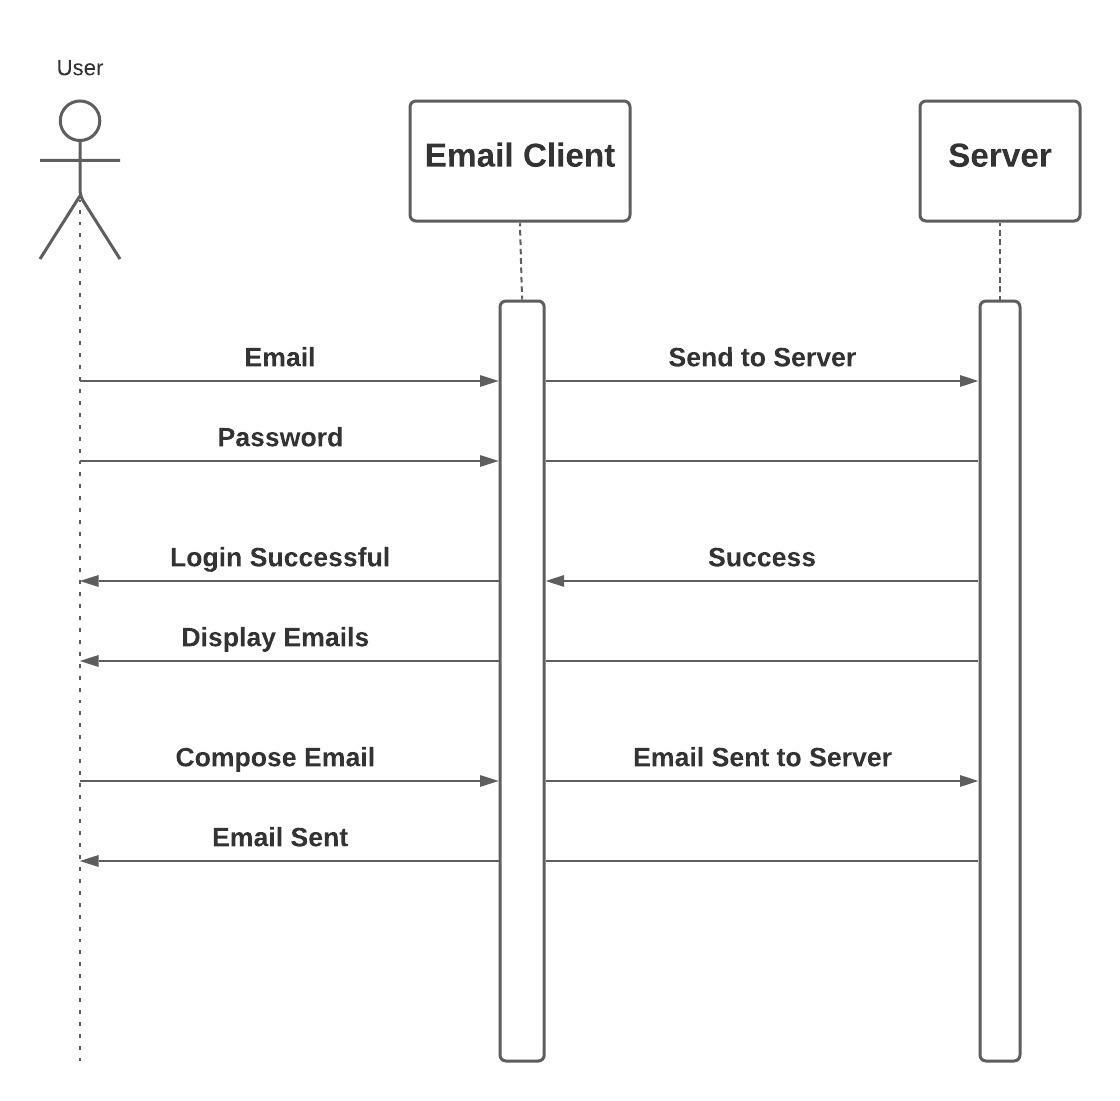 User
Email Client
Server
Email
Send to Server
Password
Login Successful
Success
Display Emails
Compose Email
Email Sent to Server
Email Sent